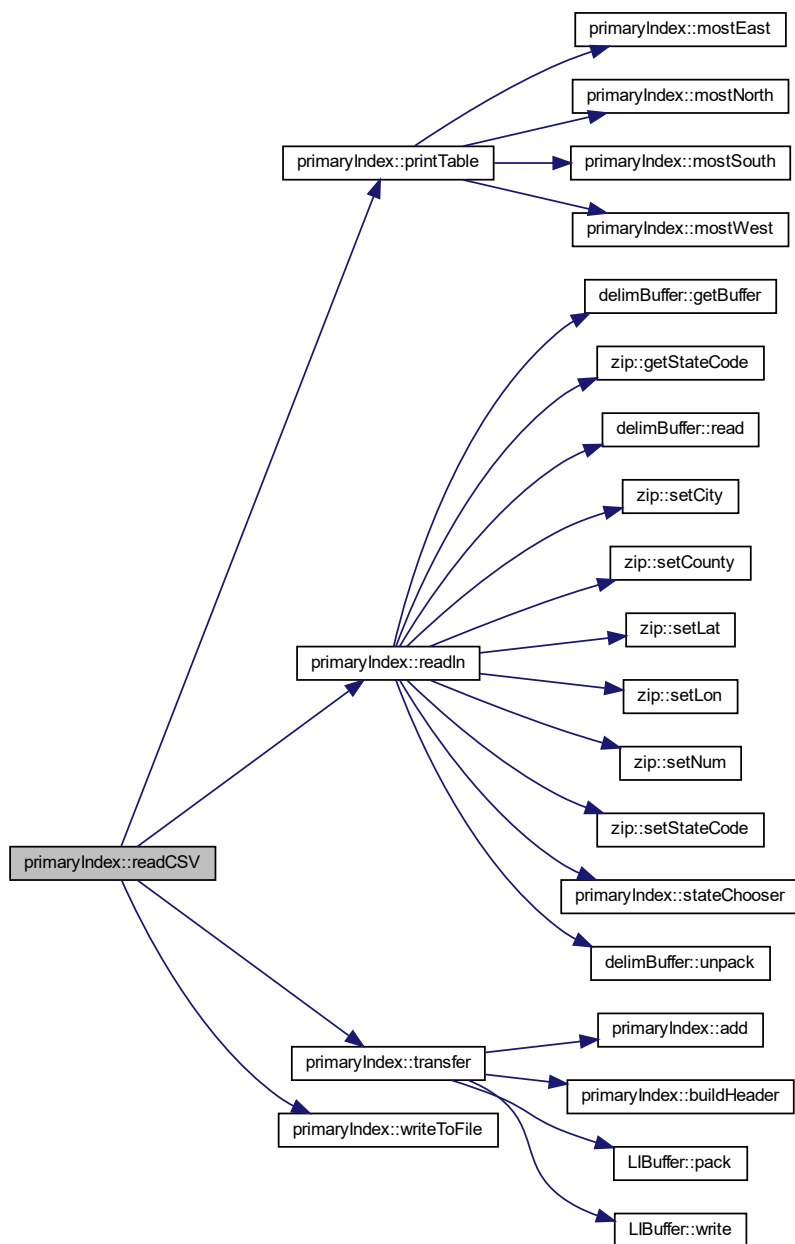 primaryIndex::mostEast
primaryIndex::mostNorth
primaryIndex::printTable
primaryIndex::mostSouth
primaryIndex::mostWest
delimBuffer::getBuffer
zip::getStateCode
delimBuffer::read
zip::setCity
zip::setCounty
zip::setLat
primaryIndex::readIn
zip::setLon
zip::setNum
zip::setStateCode
primaryIndex::readCSV
primaryIndex::stateChooser
delimBuffer::unpack
primaryIndex::add
primaryIndex::transfer
primaryIndex::buildHeader
primaryIndex::writeToFile
LIBuffer::pack
LIBuffer::write